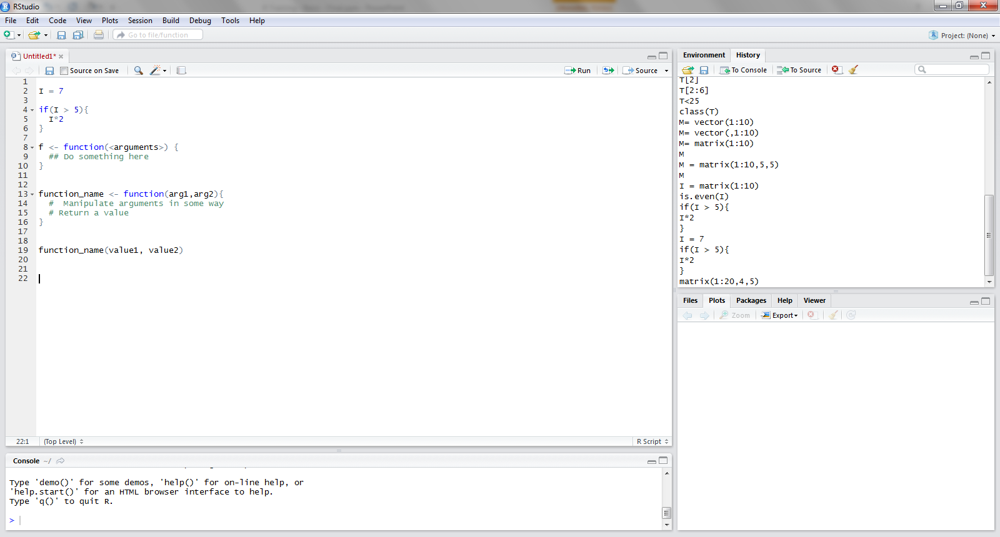 RStudio
File Edit Code View Plots Session Build Debug Tools Help
Go to file/function
Project: (None)
Untitled1*
Source on Save
Run
Source
1
2 I = 7
3
4 if(I > 5){
5 I*2
6 }
7
8 f <- function(<arguments>) {
9 ## Do something here
10 }
11
12
13 function_name <- function(arg1,arg2){
14 #  Manipulate arguments in some way
15 # Return a value
16 }
17
18
19 function_name(value1, value2)
20
21
22
22:1 (Top Level) R Script
Console ~/
Type 'demo()' for some demos, 'help()' for on-line help, or
'help.start()' for an HTML browser interface to help.
Type 'q()' to quit R.
>
Environment History
To Console To Source
T[2]
T[2:6]
T<25
class(T)
M= vector(1:10)
M= vector(,1:10)
M= matrix(1:10)
M
M = matrix(1:10,5,5)
M
I = matrix(1:10)
is.even(I)
if(I > 5){
I*2
}
I = 7
if(I > 5){
I*2
}
matrix(1:20,4,5)
Files Plots Packages Help Viewer
Zoom Export